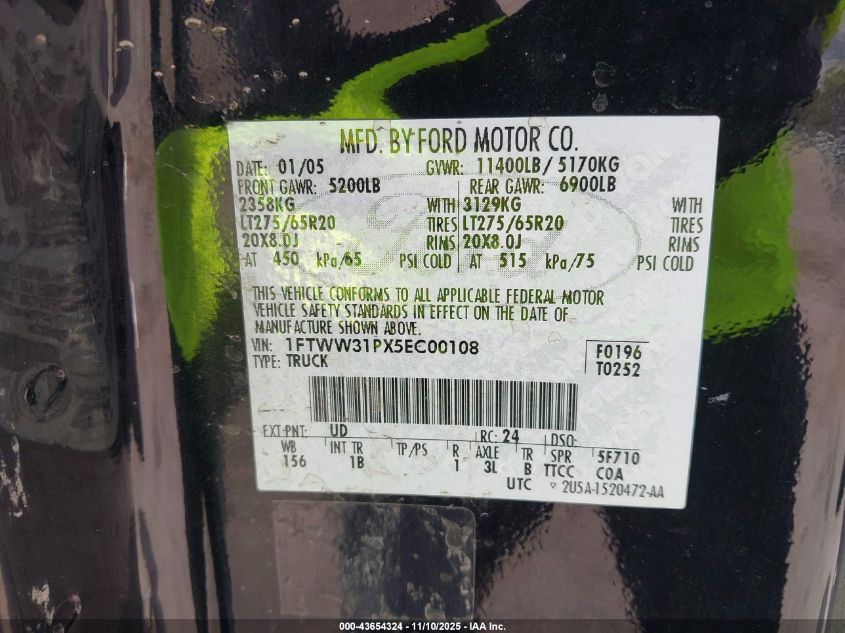 MFD. BY FORD MOTOR CO.
DATE: 01/05 GVWR: 11400LB/ 5170KG
FRONT GAWR: 5200LB REAR GAWR: 6900LB
2358KG WITH 3129KG WITH
LT275/65R20 TIRES LT275/65R20 TIRES
20X8.0J RIMS 20X8.0J RIMS
AT 450 kPa/65 PSI COLD AT 515 kPa/75 PSI COLD
THIS VEHICLE CONFORMS TO ALL APPLICABLE FEDERAL MOTOR
VEHICLE SAFETY STANDARDS IN EFFECT ON THE DATE OF
MANUFACTURE SHOWN ABOVE.
VIN: 1FTWW31PX5EC00108 F0196
TYPE: TRUCK T0252
EXT PNT: UD RC: 24 DSO:
WB INT TR TP/PS R AXLE TR SPR 5F710
156 1B 1 3L B TTCC COA
UTC ▽ 2U5A-1520472-AA
000-43654324 - 11/10/2025 - IAA Inc.